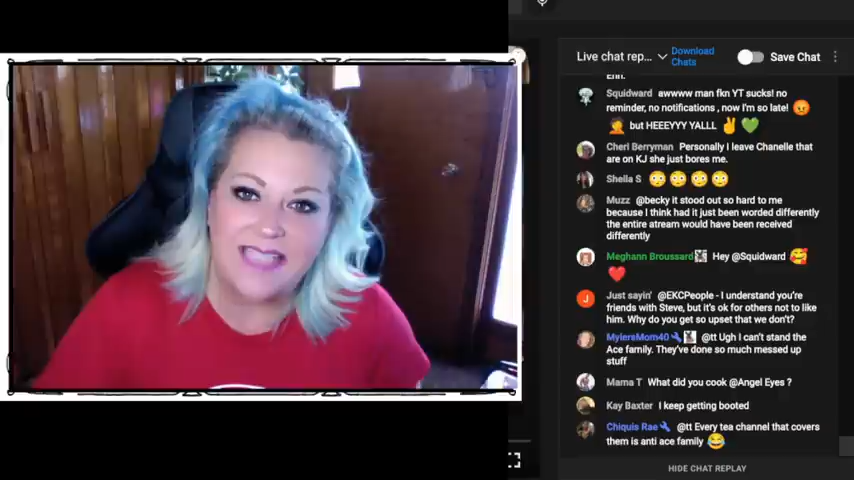 Live chat rep...
Download
Chats
Save Chat
Squidward awwww man fkn YT sucks! no
reminder, no notifications , now I'm so late! 😡
🤦 but HEEEYYY YALLL ✌️ 💚
Cheri Berryman Personally I leave Chanelle that
are on KJ she just bores me.
Sheila S 😳 😳 😳 😳
Muzz @becky it stood out so hard to me
because I think had it just been worded differently
the entire atream would have been received
differently
Meghann Broussard Hey @Squidward 🥰
❤️
Just sayin' @EKCPeople - I understand you're
friends with Steve, but it's ok for others not to like
him. Why do you get so upset that we don't?
MylersMom40 @tt Ugh I can't stand the
Ace family. They've done so much messed up
stuff
Mama T What did you cook @Angel Eyes ?
Kay Baxter I keep getting booted
Chiquis Rae @tt Every tea channel that covers
them is anti ace family 😂
HIDE CHAT REPLAY